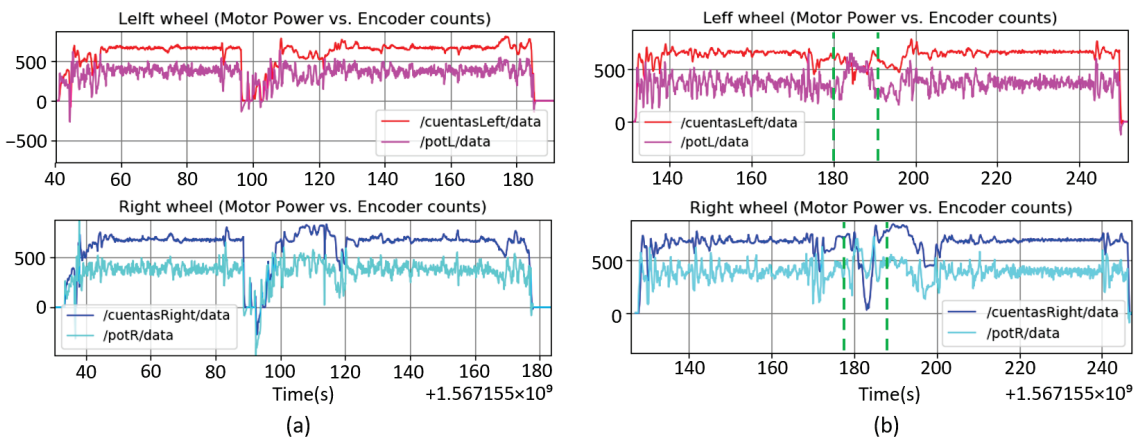 Lelft wheel (Motor Power vs. Encoder counts)
500
0
−500
/cuentasLeft/data
/potL/data
40 60 80 100 120 140 160 180
Right wheel (Motor Power vs. Encoder counts)
500
0
/cuentasRight/data
/potR/data
40 60 80 100 120 140 160 180
Time(s) +1.567155×10⁹
(a)
Leff wheel (Motor Power vs. Encoder counts)
500
0
/cuentasLeft/data
/potL/data
140 160 180 200 220 240
Right wheel (Motor Power vs. Encoder counts)
500
0
/cuentasRight/data
/potR/data
140 160 180 200 220 240
Time(s) +1.567155×10⁹
(b)